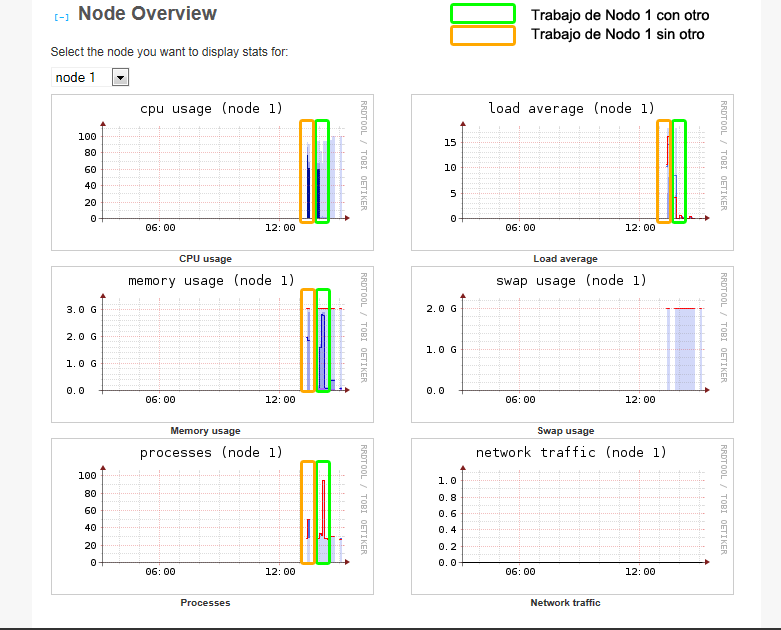 [-] Node Overview
Trabajo de Nodo 1 con otro
Trabajo de Nodo 1 sin otro
Select the node you want to display stats for:
node 1
cpu usage (node 1)
100
80
60
40
20
0
06:00 12:00
RRDTOOL / TOBI OETIKER
CPU usage
load average (node 1)
15
10
5
0
06:00 12:00
RRDTOOL / TOBI OETIKER
Load average
memory usage (node 1)
3.0 G
2.0 G
1.0 G
0.0
06:00 12:00
RRDTOOL / TOBI OETIKER
Memory usage
swap usage (node 1)
2.0 G
1.0 G
0.0
06:00 12:00
RRDTOOL / TOBI OETIKER
Swap usage
processes (node 1)
100
80
60
40
20
0
06:00 12:00
RRDTOOL / TOBI OETIKER
Processes
network traffic (node 1)
1.0
0.8
0.6
0.4
0.2
0.0
06:00 12:00
RRDTOOL / TOBI OETIKER
Network traffic